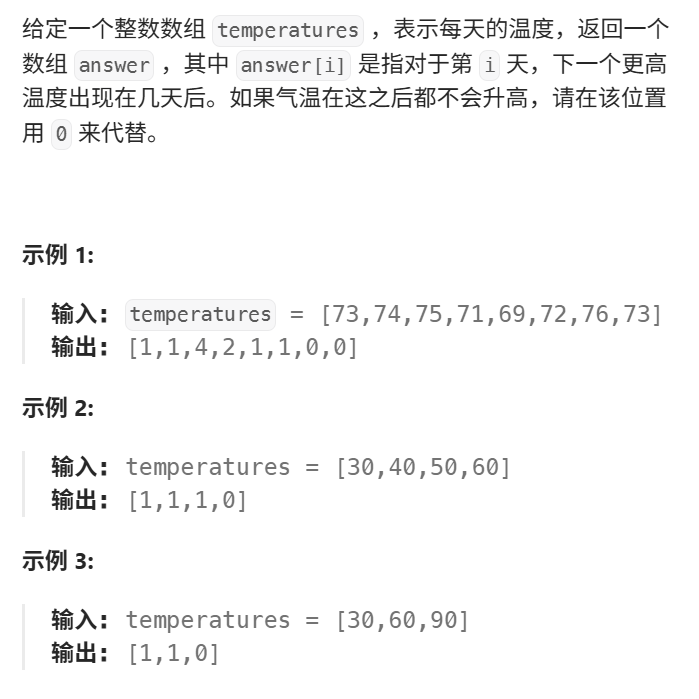 给定一个整数数组 temperatures ，表示每天的温度，返回一个
数组 answer ，其中 answer[i] 是指对于第 i 天，下一个更高
温度出现在几天后。如果气温在这之后都不会升高，请在该位置
用 0 来代替。
示例 1:
输入: temperatures = [73,74,75,71,69,72,76,73]
输出: [1,1,4,2,1,1,0,0]
示例 2:
输入: temperatures = [30,40,50,60]
输出: [1,1,1,0]
示例 3:
输入: temperatures = [30,60,90]
输出: [1,1,0]